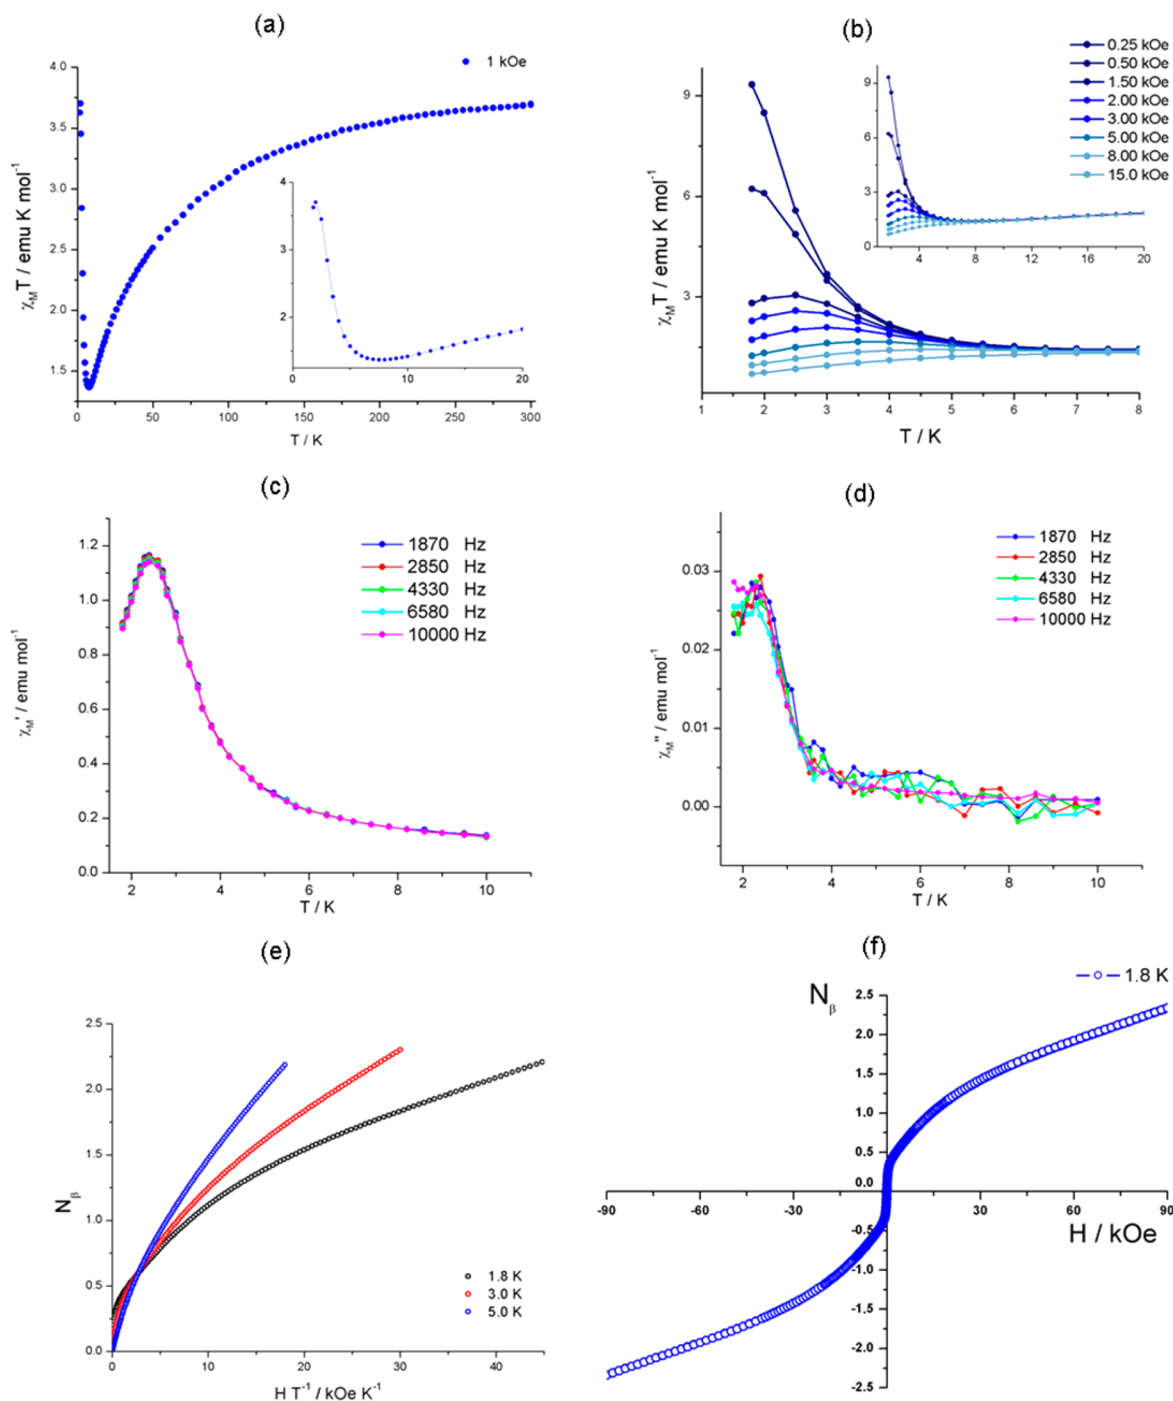 (a)
1 kOe
4.0
3.5
3.0
2.5
2.0
1.5
χMT / emu K mol-1
0 50 100 150 200 250 300
T / K
4
3
2
0 10 20
(b)
0.25 kOe
0.50 kOe
1.50 kOe
2.00 kOe
3.00 kOe
5.00 kOe
8.00 kOe
15.0 kOe
9
6
3
χMT / emu K mol-1
1 2 3 4 5 6 7 8
T / K
9
6
3
0
4 8 12 16 20
(c)
1870 Hz
2850 Hz
4330 Hz
6580 Hz
10000 Hz
1.2
1.0
0.8
0.6
0.4
0.2
0.0
χM' / emu mol-1
2 4 6 8 10
T / K
(d)
1870 Hz
2850 Hz
4330 Hz
6580 Hz
10000 Hz
0.03
0.02
0.01
0.00
χM'' / emu mol-1
2 4 6 8 10
T / K
(e)
2.5
2.0
1.5
1.0
0.5
0.0
Nβ
1.8 K
3.0 K
5.0 K
0 10 20 30 40
H T-1 / kOe K-1
(f)
1.8 K
Nβ
2.5
2.0
1.5
1.0
0.5
0.0
-90 -60 -30 30 60 90
H / kOe
-0.5
-1.0
-1.5
-2.0
-2.5